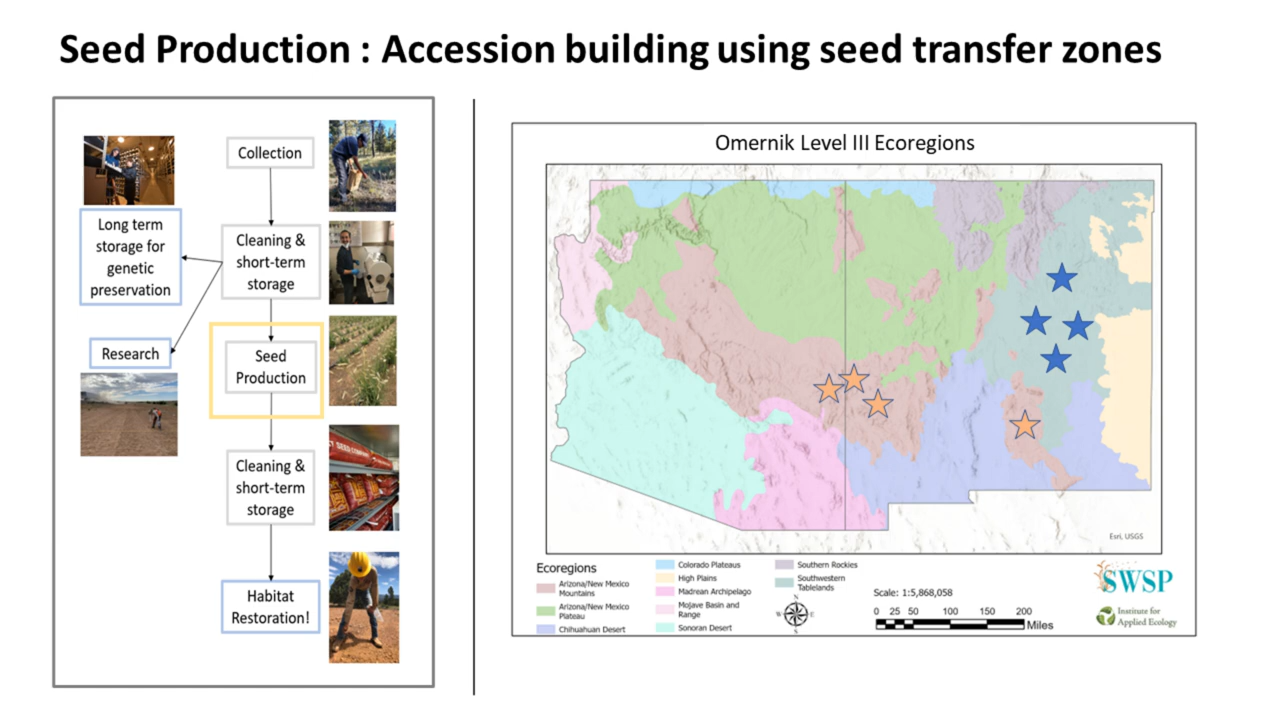 Seed Production : Accession building using seed transfer zones
Collection
Long term
storage for
genetic
preservation
Cleaning &
short-term
storage
Research
Seed
Production
Cleaning &
short-term
storage
Habitat
Restoration!
Omernik Level III Ecoregions
Esri, USGS
Ecoregions
Arizona/New Mexico
Mountains
Arizona/New Mexico
Plateau
Chihuahuan Desert
Colorado Plateaus
High Plains
Madrean Archipelago
Mojave Basin and
Range
Sonoran Desert
Southern Rockies
Southwestern
Tablelands
N
W
E
S
Scale: 1:5,868,058
0 25 50 100 150 200
Miles
SWSP
Institute for
Applied Ecology